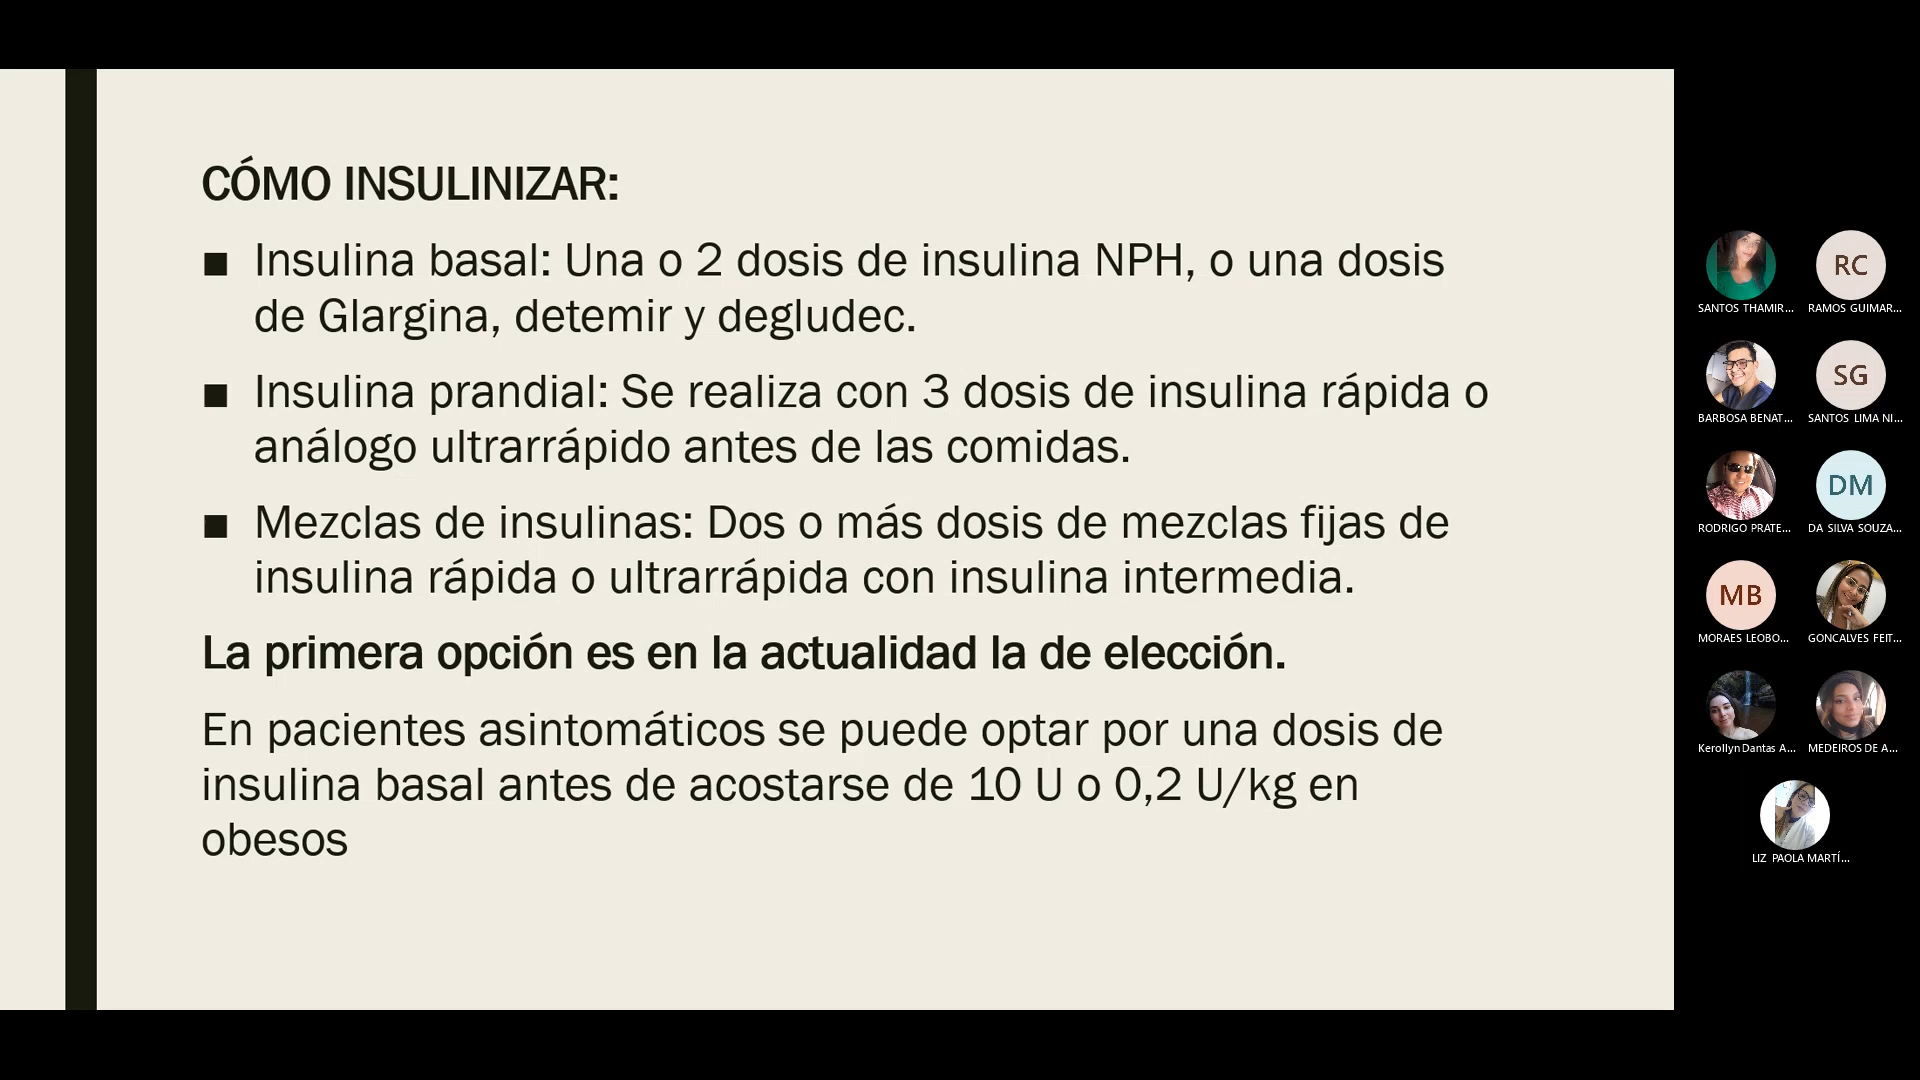 CÓMO INSULINIZAR:
■ Insulina basal: Una o 2 dosis de insulina NPH, o una dosis
de Glargina, detemir y degludec.
■ Insulina prandial: Se realiza con 3 dosis de insulina rápida o
análogo ultrarrápido antes de las comidas.
■ Mezclas de insulinas: Dos o más dosis de mezclas fijas de
insulina rápida o ultrarrápida con insulina intermedia.
La primera opción es en la actualidad la de elección.
En pacientes asintomáticos se puede optar por una dosis de
insulina basal antes de acostarse de 10 U o 0,2 U/kg en
obesos
RC
SANTOS THAMIR...
RAMOS GUIMAR...
SG
BARBOSA BENAT...
SANTOS LIMA NI...
DM
RODRIGO PRATE...
DA SILVA SOUZA...
MB
MORAES LEOBO...
GONCALVES FEIT...
Kerollyn Dantas A...
MEDEIROS DE A...
LIZ PAOLA MARTÍ...